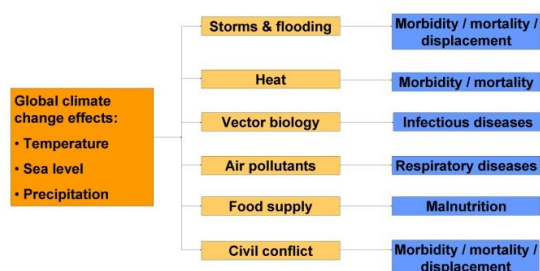 Global climate
change effects:
• Temperature
• Sea level
• Precipitation
Storms & flooding
Morbidity / mortality /
displacement
Heat
Morbidity / mortality
Vector biology
Infectious diseases
Air pollutants
Respiratory diseases
Food supply
Malnutrition
Civil conflict
Morbidity / mortality /
displacement